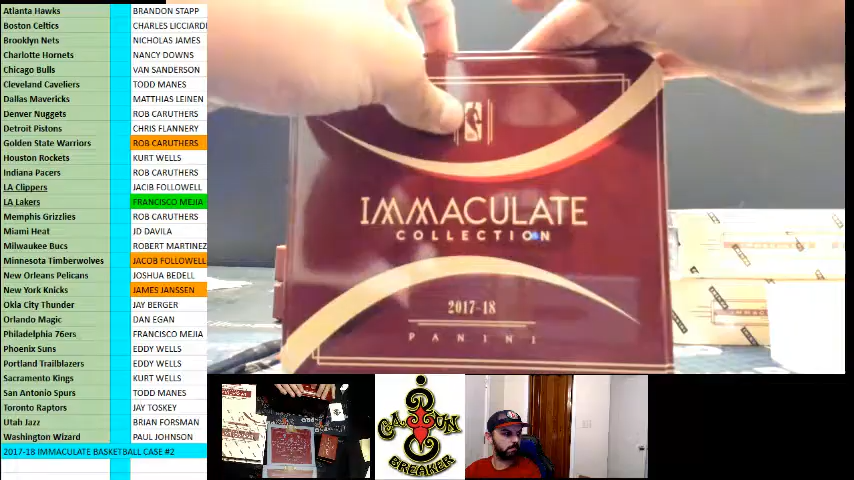 Atlanta Hawks BRANDON STAPP
Boston Celtics CHARLES LICCIARDI
Brooklyn Nets NICHOLAS JAMES
Charlotte Hornets NANCY DOWNS
Chicago Bulls VAN SANDERSON
Cleveland Cavaliers TODD MANES
Dallas Mavericks MATTHIAS LEINEN
Denver Nuggets ROB CARUTHERS
Detroit Pistons CHRIS FLANNERY
Golden State Warriors ROB CARUTHERS
Houston Rockets KURT WELLS
Indiana Pacers ROB CARUTHERS
LA Clippers JACIB FOLLOWELL
LA Lakers FRANCISCO MEJIA
Memphis Grizzlies ROB CARUTHERS
Miami Heat JD DAVILA
Milwaukee Bucs ROBERT MARTINEZ
Minnesota Timberwolves JACOB FOLLOWELL
New Orleans Pelicans JOSHUA BEDELL
New York Knicks JAMES JANSSEN
Okla City Thunder JAY BERGER
Orlando Magic DAN EGAN
Philadelphia 76ers FRANCISCO MEJIA
Phoenix Suns EDDY WELLS
Portland Trailblazers EDDY WELLS
Sacramento Kings KURT WELLS
San Antonio Spurs TODD MANES
Toronto Raptors JAY TOSKEY
Utah Jazz BRIAN FORSMAN
Washington Wizard PAUL JOHNSON
2017-18 IMMACULATE BASKETBALL CASE #2
IMMACULATE
COLLECTION
2017-18
PANINI
CAJUN
BREAKER